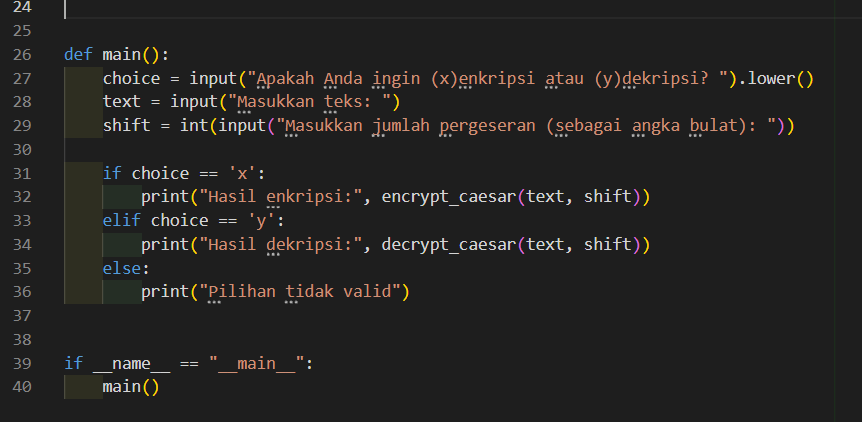 24
25
26 def main():
27     choice = input("Apakah Anda ingin (x)enkripsi atau (y)dekripsi? ").lower()
28     text = input("Masukkan teks: ")
29     shift = int(input("Masukkan jumlah pergeseran (sebagai angka bulat): "))
30
31     if choice == 'x':
32         print("Hasil enkripsi:", encrypt_caesar(text, shift))
33     elif choice == 'y':
34         print("Hasil dekripsi:", decrypt_caesar(text, shift))
35     else:
36         print("Pilihan tidak valid")
37
38
39 if __name__ == "__main__":
40     main()